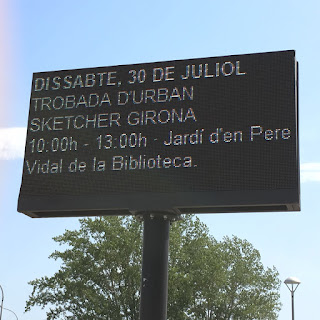 DISSABTE, 30 DE JULIOL
TROBADA D'URBAN
SKETCHER GIRONA
10:00h - 13:00h - Jardí d'en Pere
Vidal de la Biblioteca.